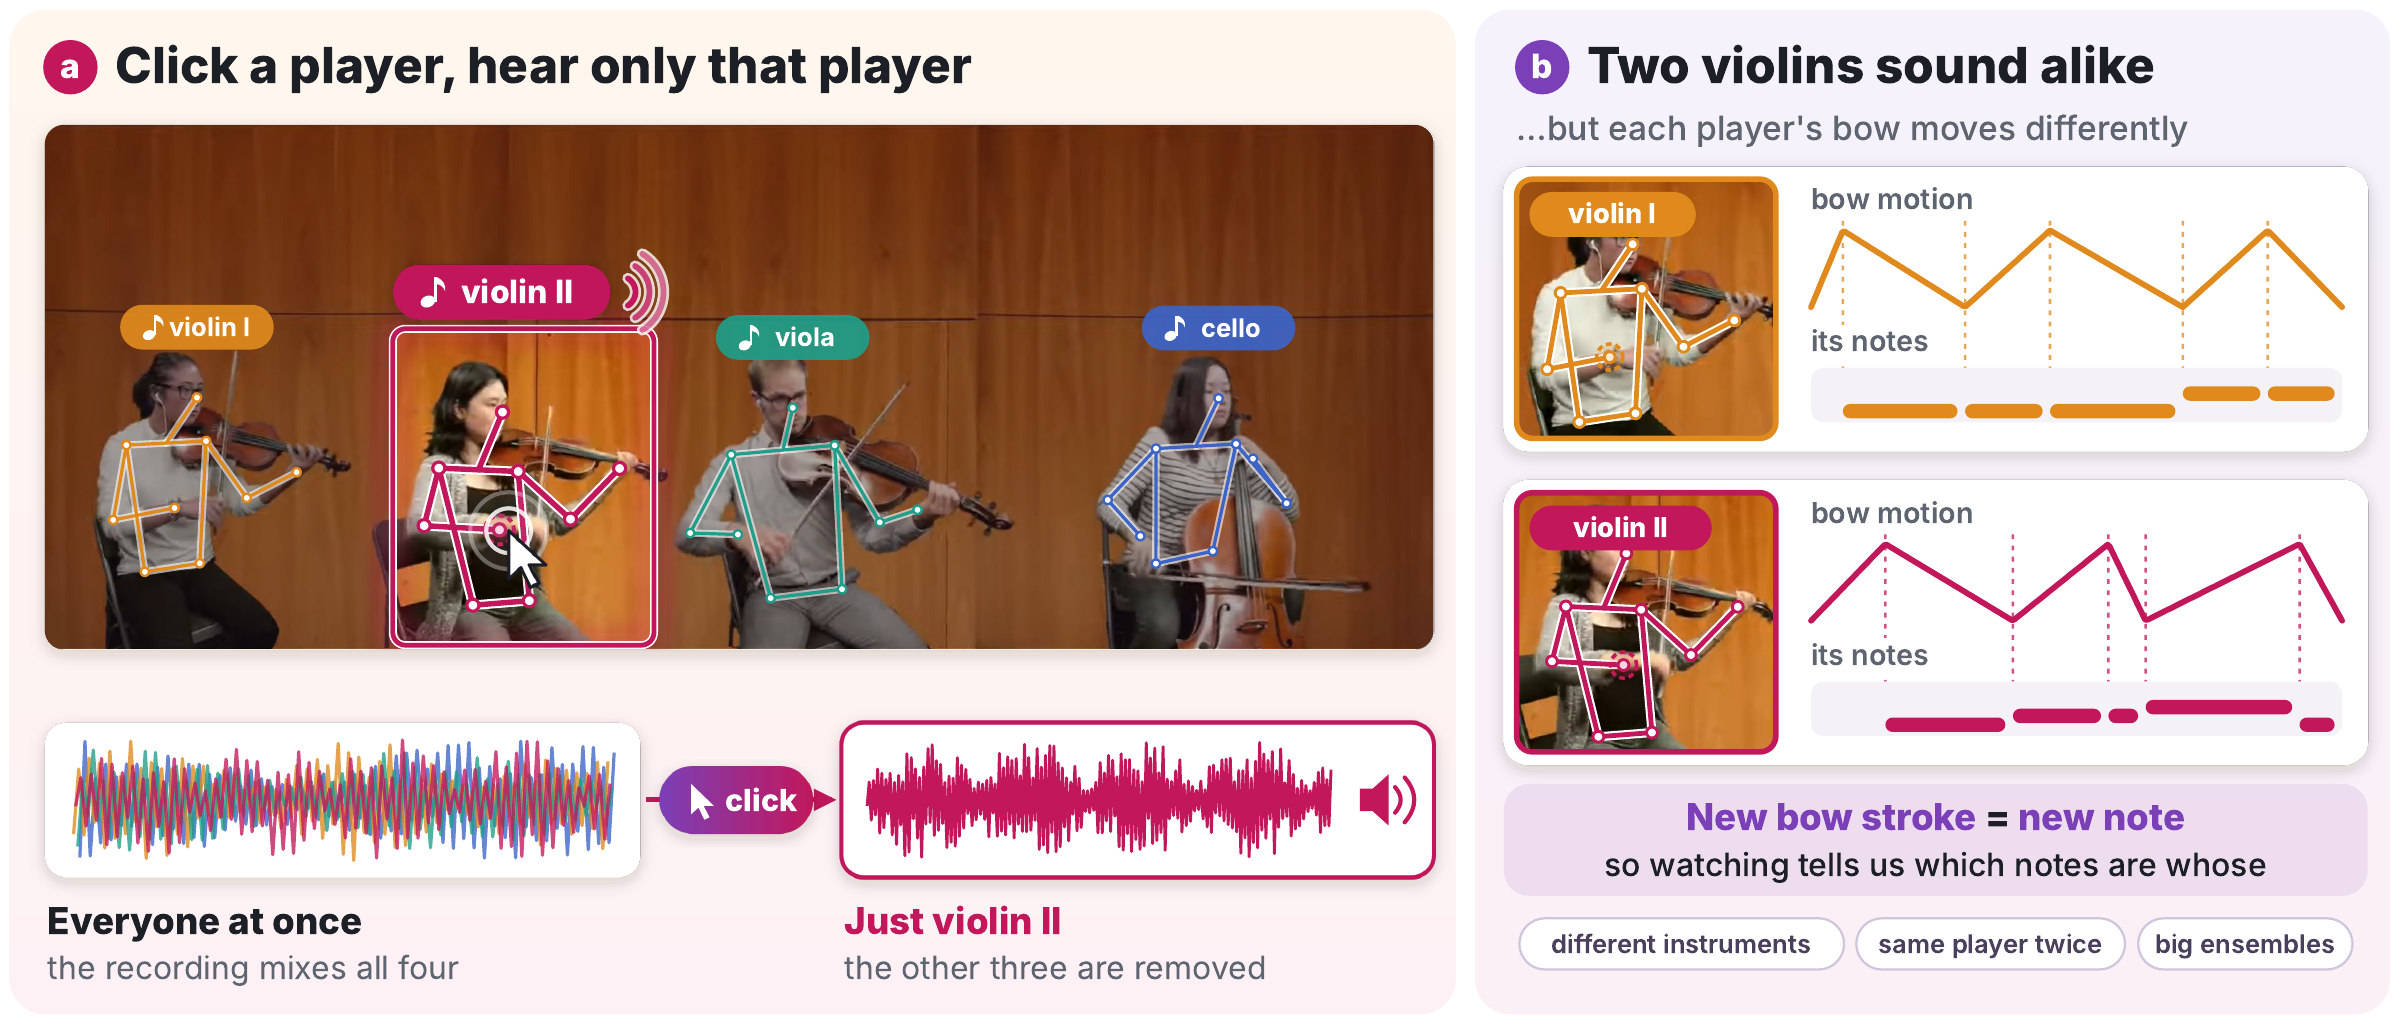 a Click a player, hear only that player
violin I
violin II
viola
cello
click
Everyone at once
the recording mixes all four
Just violin II
the other three are removed
b Two violins sound alike
...but each player's bow moves differently
violin I
bow motion
its notes
violin II
bow motion
its notes
New bow stroke = new note
so watching tells us which notes are whose
different instruments
same player twice
big ensembles